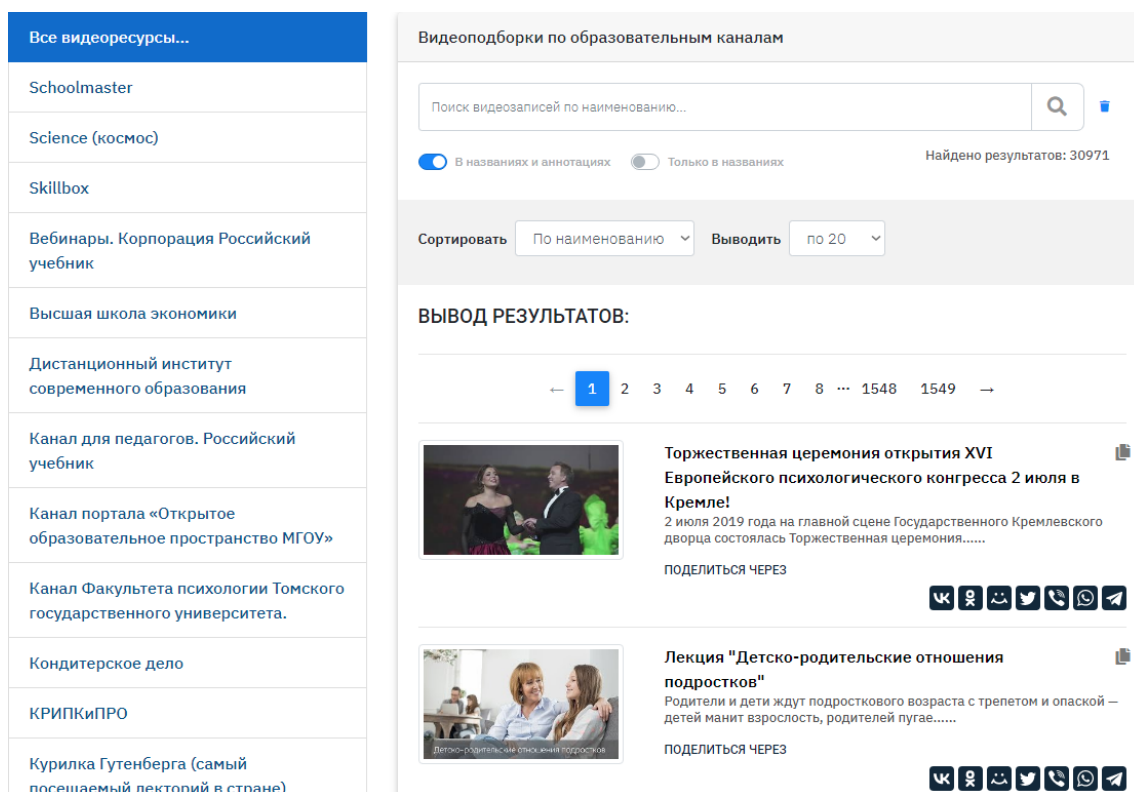 Все видеоресурсы...
Schoolmaster
Science (космос)
Skillbox
Вебинары. Корпорация Российский
учебник
Высшая школа экономики
Дистанционный институт
современного образования
Канал для педагогов. Российский
учебник
Канал портала «Открытое
образовательное пространство МГОУ»
Канал Факультета психологии Томского
государственного университета.
Кондитерское дело
КРИПКиПРО
Курилка Гутенберга (самый
посещаемый лекторий в стране)
Видеоподборки по образовательным каналам
Поиск видеозаписей по наименованию...
В названиях и аннотациях Только в названиях
Найдено результатов: 30971
Сортировать По наименованию Выводить по 20
ВЫВОД РЕЗУЛЬТАТОВ:
← 1 2 3 4 5 6 7 8 ... 1548 1549 →
Торжественная церемония открытия XVI
Европейского психологического конгресса 2 июля в
Кремле!
2 июля 2019 года на главной сцене Государственного Кремлевского
дворца состоялась Торжественная церемония......
ПОДЕЛИТЬСЯ ЧЕРЕЗ
Детско-родительские отношения подростков
Лекция "Детско-родительские отношения
подростков"
Родители и дети ждут подросткового возраста с трепетом и опаской —
детей манит взрослость, родителей пугае......
ПОДЕЛИТЬСЯ ЧЕРЕЗ